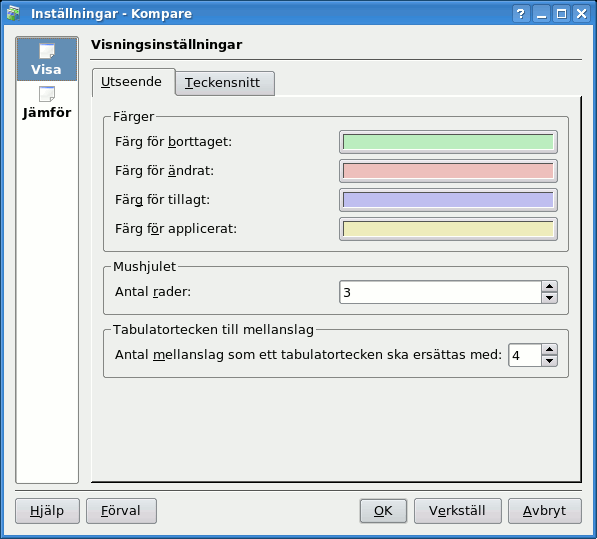 Inställningar - Kompare
Visa
Jämför
Visningsinställningar
Utseende
Teckensnitt
Färger
Färg för borttaget:
Färg för ändrat:
Färg för tillagt:
Färg för applicerat:
Mushjulet
Antal rader:
3
Tabulatortecken till mellanslag
Antal mellanslag som ett tabulatortecken ska ersättas med:
4
Hjälp
Förval
OK
Verkställ
Avbryt